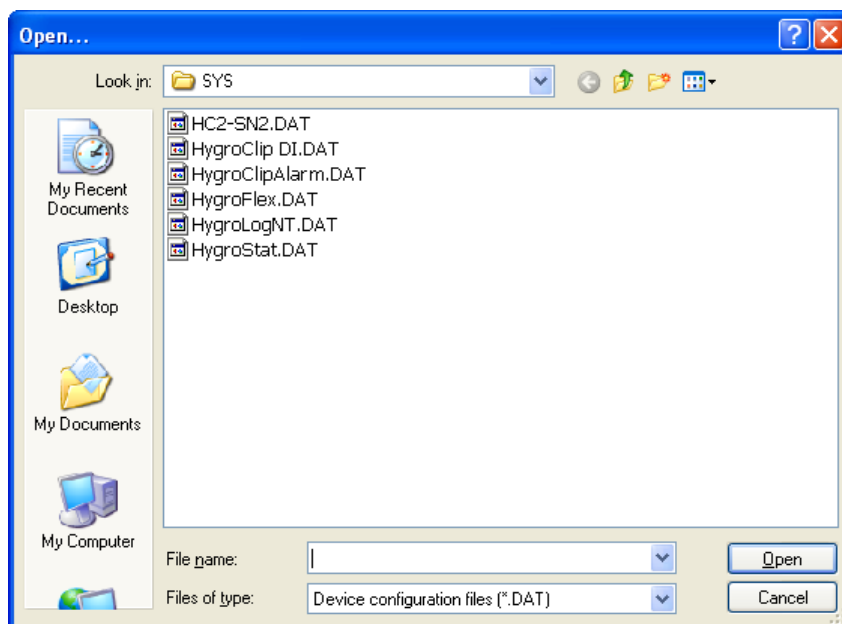 Open...
Look in:
SYS
My Recent
Documents
Desktop
My Documents
My Computer
HC2-SN2.DAT
HygroClip DI.DAT
HygroClipAlarm.DAT
HygroFlex.DAT
HygroLogNT.DAT
HygroStat.DAT
File name:
Open
Files of type:
Device configuration files (*.DAT)
Cancel